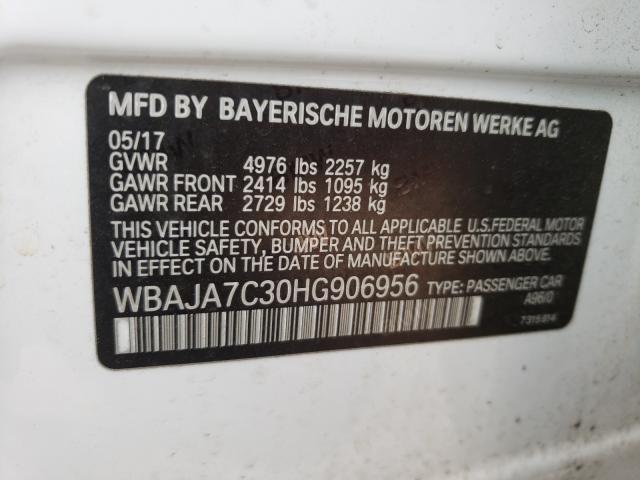 MFD BY BAYERISCHE MOTOREN WERKE AG
05/17
GVWR 4976 lbs 2257 kg
GAWR FRONT 2414 lbs 1095 kg
GAWR REAR 2729 lbs 1238 kg
THIS VEHICLE CONFORMS TO ALL APPLICABLE U.S.FEDERAL MOTOR
VEHICLE SAFETY, BUMPER AND THEFT PREVENTION STANDARDS
IN EFFECT ON THE DATE OF MANUFACTURE SHOWN ABOVE.
WBAJA7C30HG906956 TYPE: PASSENGER CAR
A96/0